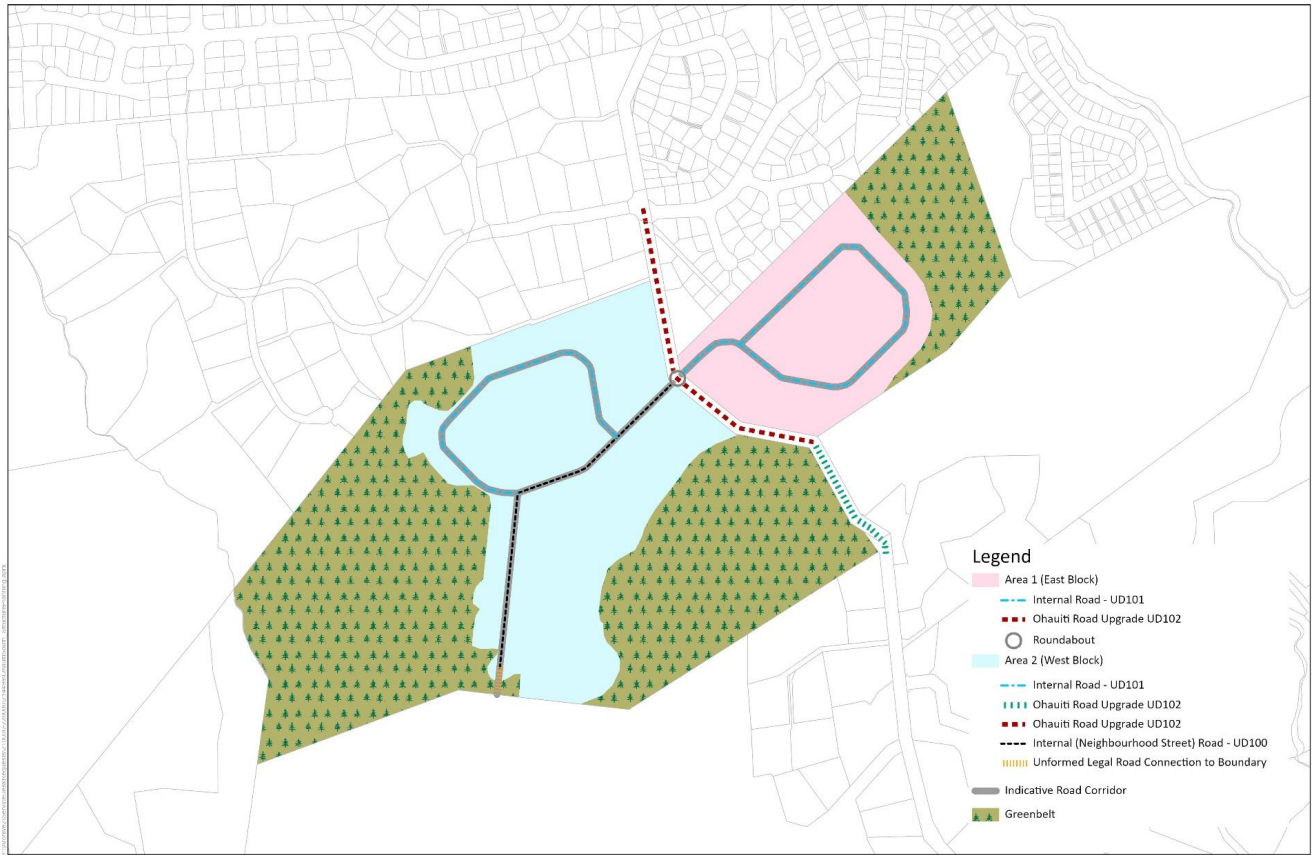 Legend
Area 1 (East Block)
Internal Road - UD101
Ohauiti Road Upgrade UD102
Roundabout
Area 2 (West Block)
Internal Road - UD101
Ohauiti Road Upgrade UD102
Ohauiti Road Upgrade UD102
Internal (Neighbourhood Street) Road - UD100
Unformed Legal Road Connection to Boundary
Indicative Road Corridor
Greenbelt